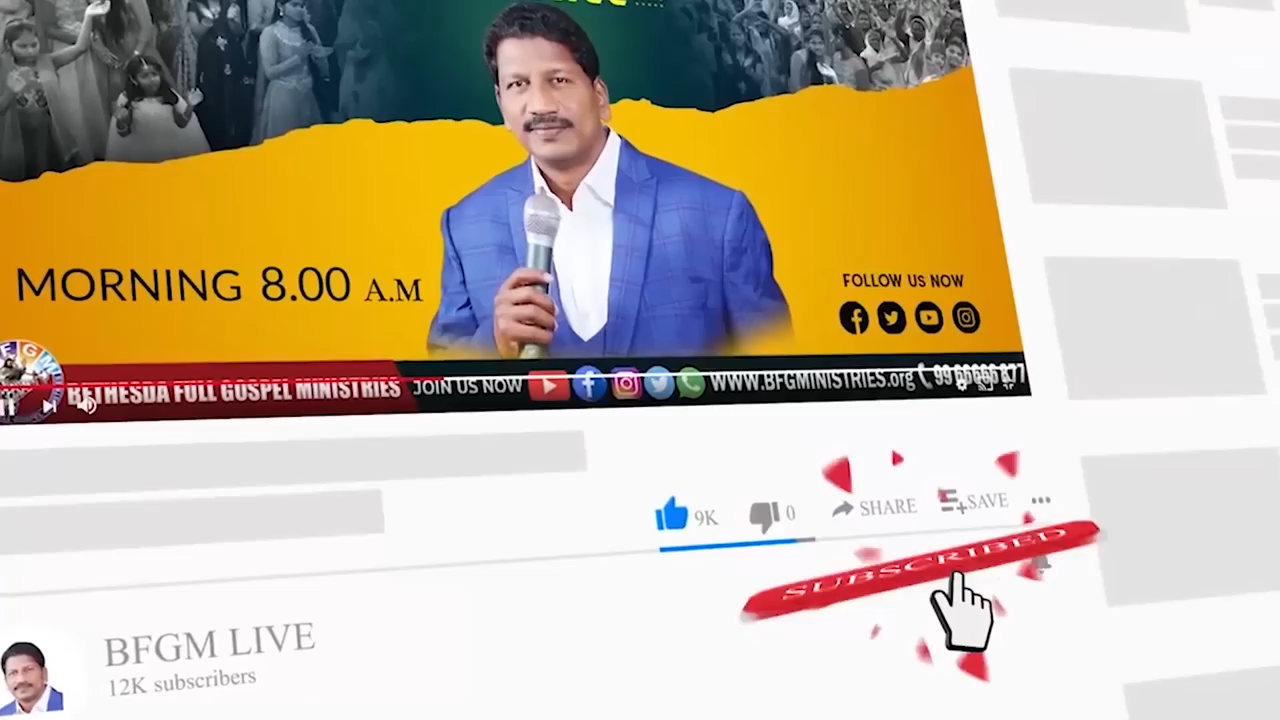 MORNING 8.00 A.M
FOLLOW US NOW
BETHESDA FULL GOSPEL MINISTRIES JOIN US NOW WWW.BFGMINISTRIES.org
9K 0 SHARE SAVE
SUBSCRIBED
BFGM LIVE
12K subscribers